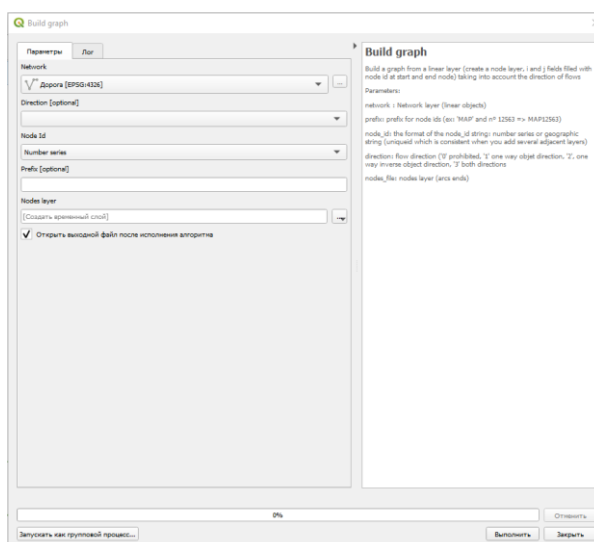 Build graph
Параметры
Лог
Network
Дорога [EPSG:4326]
...
Direction [optional]
Node Id
Number series
Prefix [optional]
Nodes layer
[Создать временный слой]
...
Открыть выходной файл после исполнения алгоритма
Build graph
Build a graph from a linear layer (create a node layer, i and j fields filled with
node id at start and end node) taking into account the direction of flows
Parameters:
network : Network layer (linear objects)
prefix: prefix for node ids (ex: 'MAP' and n° 12563 => MAP12563)
node_id: the format of the node_id string: number series or geographic
string (uniqueid which is consistent when you add several adjacent layers)
direction: flow direction ('0' prohibited, '1' one way objet direction, '2', one
way inverse object direction, '3' both directions
nodes_file: nodes layer (arcs ends)
0%
Отменить
Запускать как групповой процесс...
Выполнить
Закрыть